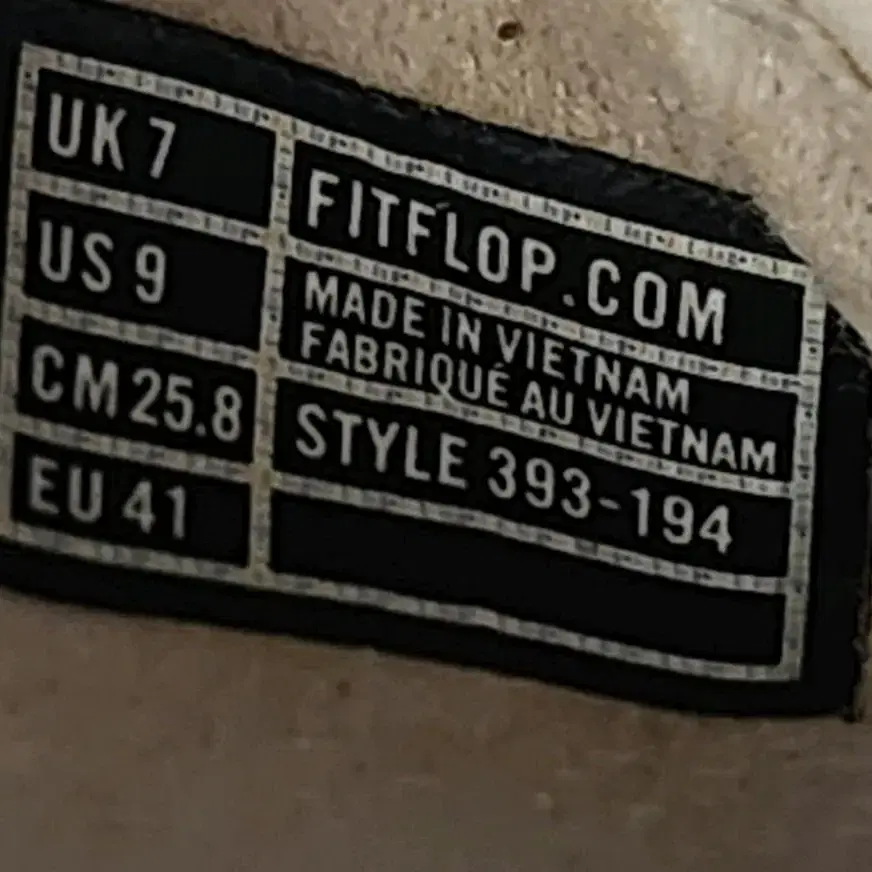 UK 7
US 9
CM 25.8
EU 41
FITFLOP.COM
MADE IN VIETNAM
FABRIQUÉ AU VIETNAM
STYLE 393-194